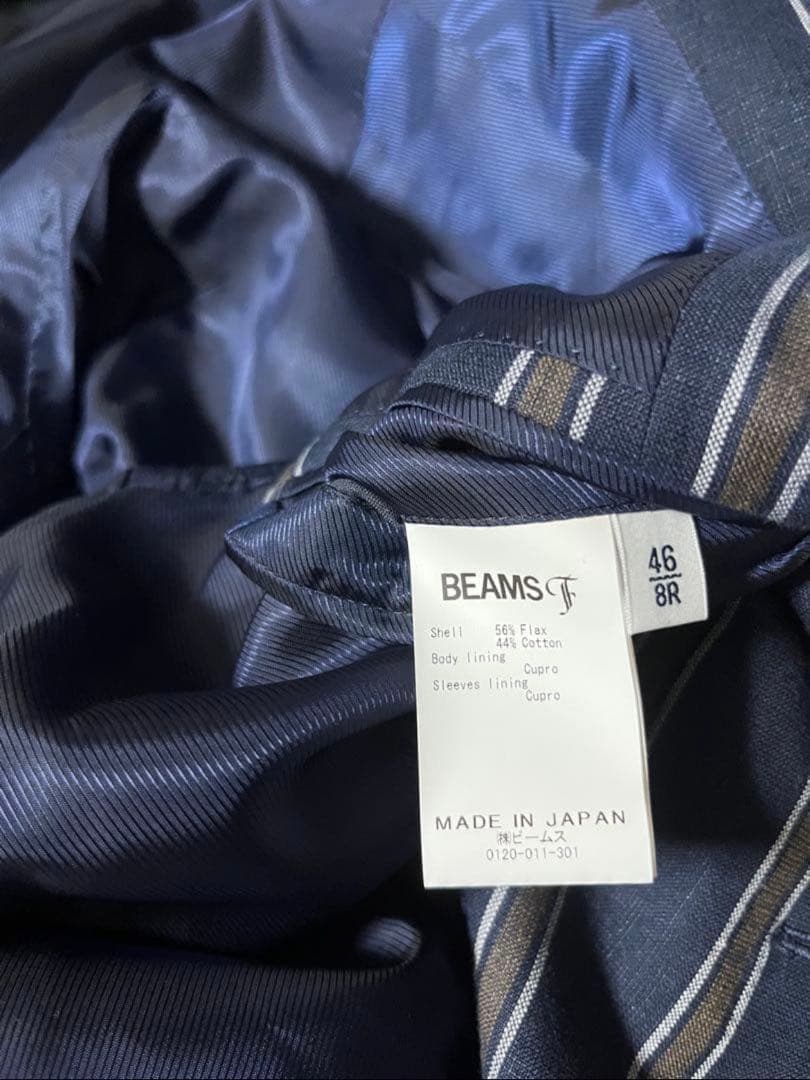 BEAMS F
Shell 56% Flax
44% Cotton
Body lining
Cupro
Sleeves lining
Cupro
MADE IN JAPAN
㈱ビームス
0120-011-301
46
8R